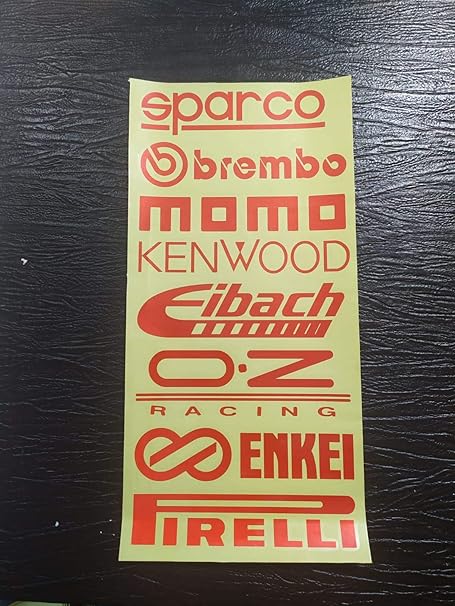 sparco
brembo
momo
KENWOOD
Eibach
O·Z
RACING
ENKEI
PIRELLI